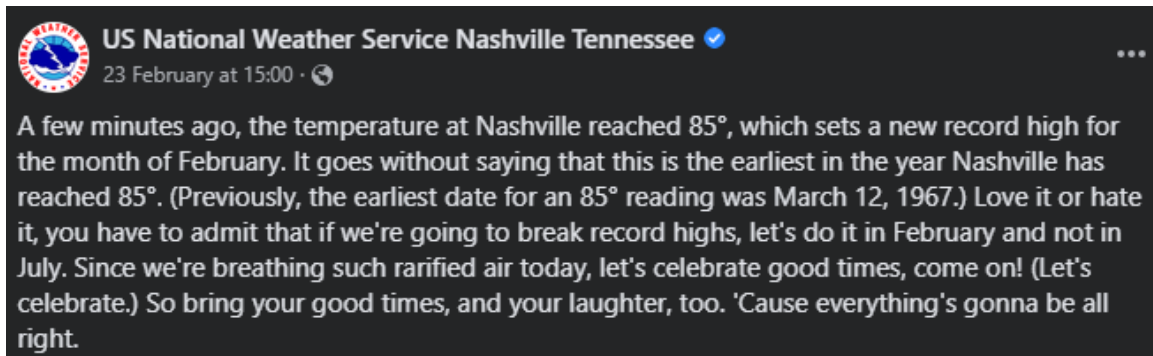 US National Weather Service Nashville Tennessee
23 February at 15:00 ·
A few minutes ago, the temperature at Nashville reached 85°, which sets a new record high for
the month of February. It goes without saying that this is the earliest in the year Nashville has
reached 85°. (Previously, the earliest date for an 85° reading was March 12, 1967.) Love it or hate
it, you have to admit that if we're going to break record highs, let's do it in February and not in
July. Since we're breathing such rarified air today, let's celebrate good times, come on! (Let's
celebrate.) So bring your good times, and your laughter, too. 'Cause everything's gonna be all
right.